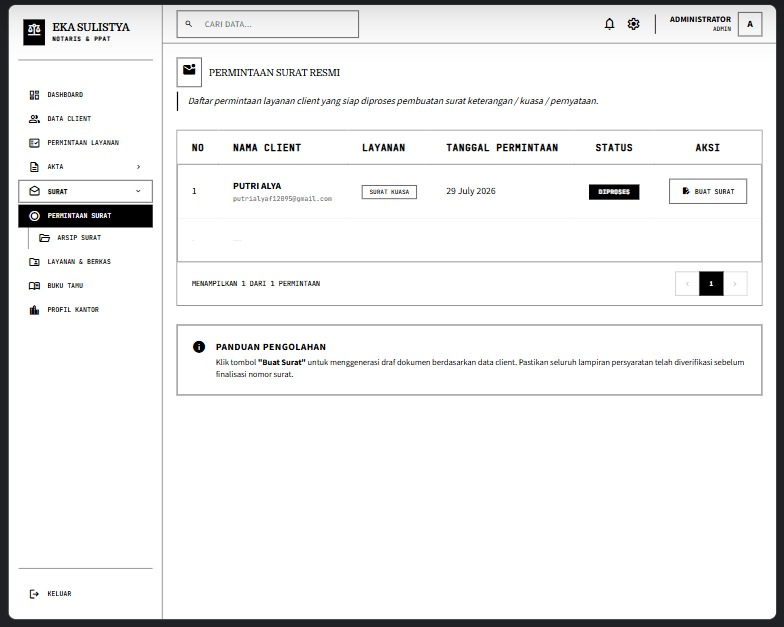 EKA SULISTYA
NOTARIS & PPAT
DASHBOARD
DATA CLIENT
PERMINTAAN LAYANAN
AKTA
SURAT
PERMINTAAN SURAT
ARSIP SURAT
LAYANAN & BERKAS
BUKU TAMU
PROFIL KANTOR
KELUAR
CARI DATA...
ADMINISTRATOR
ADMIN
A
PERMINTAAN SURAT RESMI
Daftar permintaan layanan client yang siap diproses pembuatan surat keterangan / kuasa / pernyataan.
NO NAMA CLIENT LAYANAN TANGGAL PERMINTAAN STATUS AKSI
1 PUTRI ALYA SURAT KUASA 29 July 2026 DIPROSES BUAT SURAT
putrialyafi2095@gmail.com
MENAMPILKAN 1 DARI 1 PERMINTAAN
1
PANDUAN PENGOLAHAN
Klik tombol "Buat Surat" untuk menggenerasi draf dokumen berdasarkan data client. Pastikan seluruh lampiran persyaratan telah diverifikasi sebelum
finalisasi nomor surat.